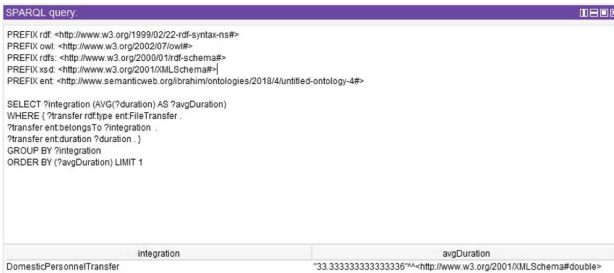 SPARQL query:
PREFIX rdf: <http://www.w3.org/1999/02/22-rdf-syntax-ns#>
PREFIX owl: <http://www.w3.org/2002/07/owl#>
PREFIX rdfs: <http://www.w3.org/2000/01/rdf-schema#>
PREFIX xsd: <http://www.w3.org/2001/XMLSchema#>
PREFIX ent: <http://www.semanticweb.org/ibrahim/ontologies/2018/4/untitled-ontology-4#>
SELECT ?integration (AVG(?duration) AS ?avgDuration)
WHERE { ?transfer rdf:type ent:FileTransfer .
?transfer ent:belongsTo ?integration .
?transfer ent:duration ?duration . }
GROUP BY ?integration
ORDER BY (?avgDuration) LIMIT 1
integration avgDuration
DomesticPersonnelTransfer "33.333333333333336"^^<http://www.w3.org/2001/XMLSchema#double>